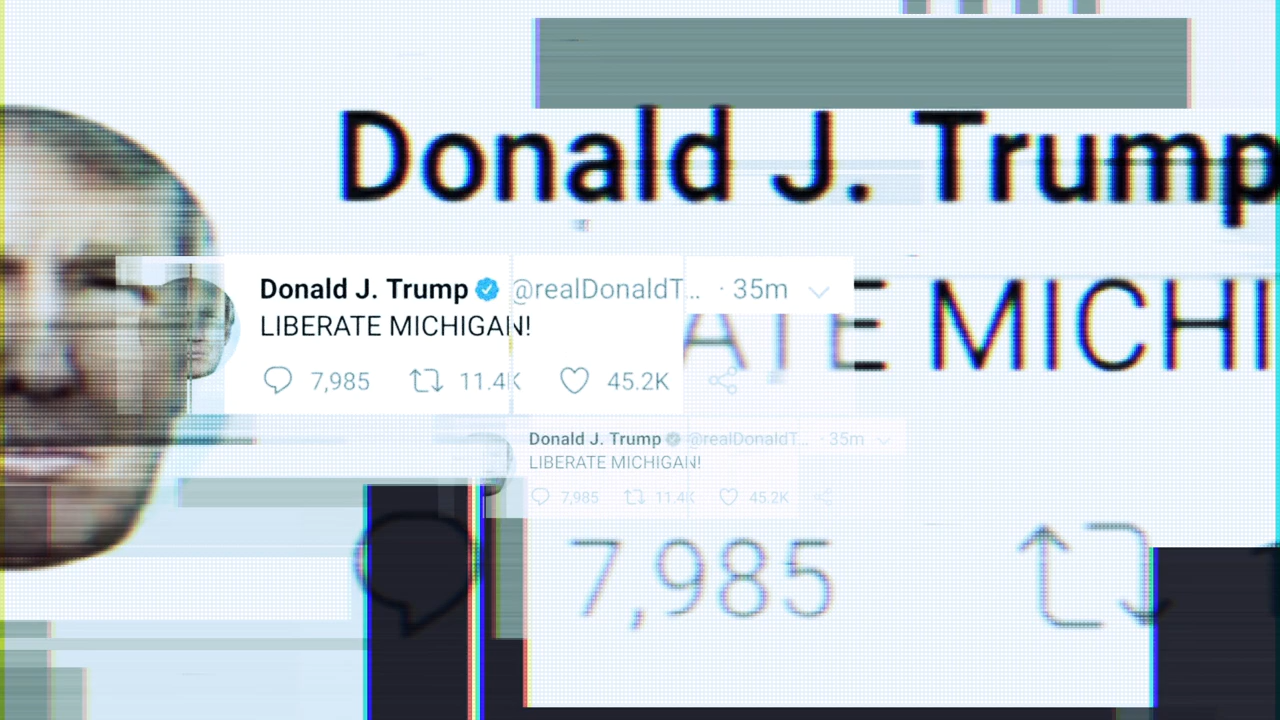 Donald J. Trump
Donald J. Trump @realDonaldT... · 35m
LIBERATE MICHIGAN!
ATE MICHI
7,985 11.4K 45.2K
Donald J. Trump @realDonaldT... · 35m
LIBERATE MICHIGAN!
7,985 11.4K 45.2K
7,985